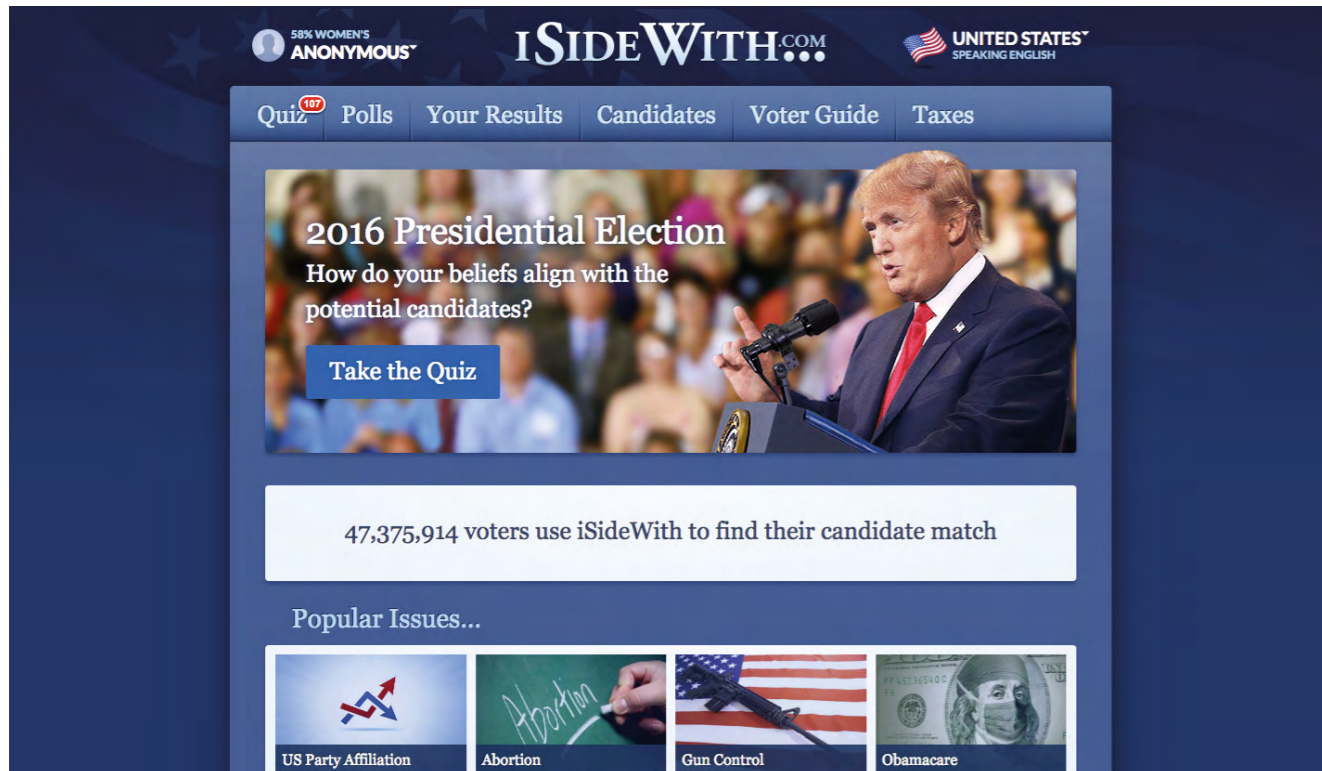 58% WOMEN'S
ANONYMOUS
ISIDEWITH.COM
UNITED STATES
SPEAKING ENGLISH
Quiz 107 Polls Your Results Candidates Voter Guide Taxes
2016 Presidential Election
How do your beliefs align with the
potential candidates?
Take the Quiz
47,375,914 voters use iSideWith to find their candidate match
Popular Issues...
Abortion
US Party Affiliation Abortion Gun Control Obamacare